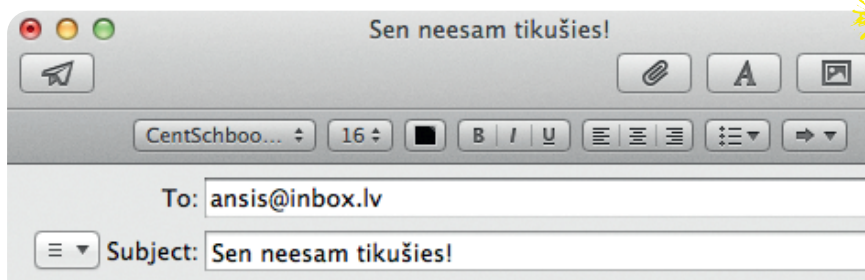 Sen neesam tikušies!
A
CentSchboo... 16 B I U
To: ansis@inbox.lv
Subject: Sen neesam tikušies!